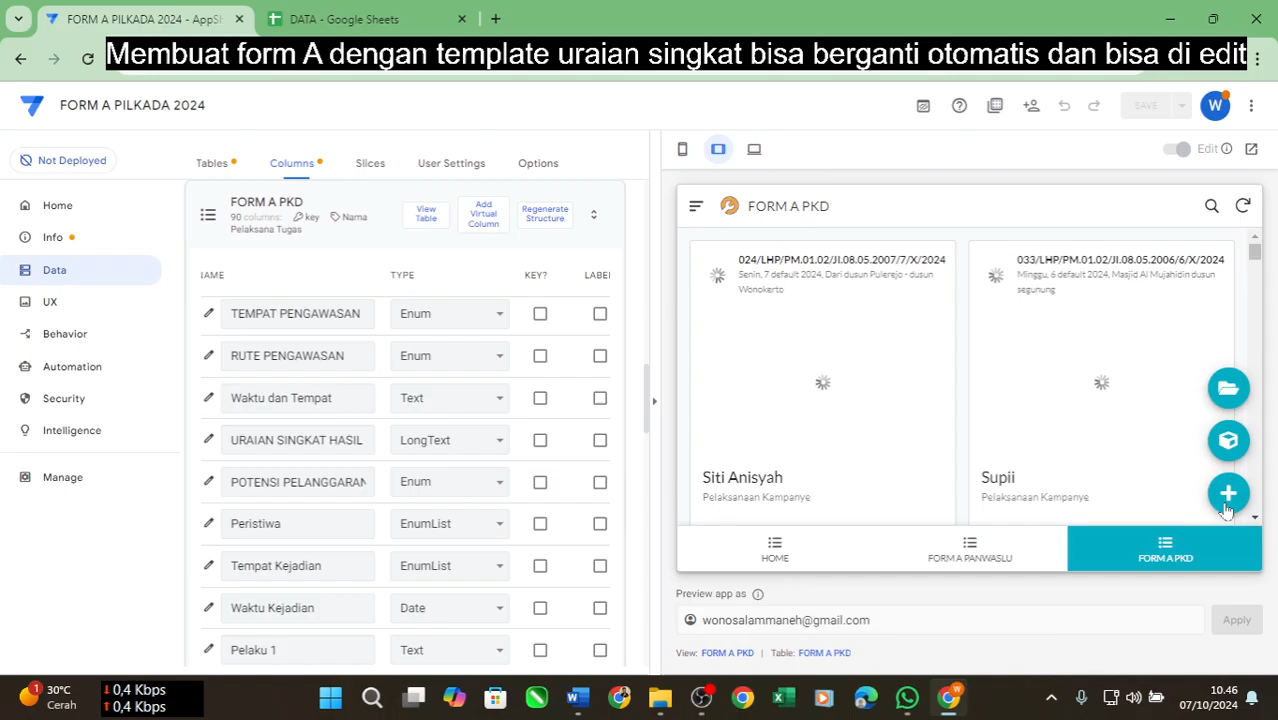 FORM A PILKADA 2024 - AppSh
DATA - Google Sheets
Membuat form A dengan template uraian singkat bisa berganti otomatis dan bisa di edit
FORM A PILKADA 2024
SAVE
W
Not Deployed
Tables
Columns
Slices
User Settings
Options
Edit
Home
Info
Data
UX
Behavior
Automation
Security
Intelligence
Manage
FORM A PKD
90 columns: key Nama
Pelaksana Tugas
View
Table
Add
Virtual
Column
Regenerate
Structure
NAME TYPE KEY? LABEL
TEMPAT PENGAWASAN Enum
RUTE PENGAWASAN Enum
Waktu dan Tempat Text
URAIAN SINGKAT HASIL LongText
POTENSI PELANGGARAN Enum
Peristiwa EnumList
Tempat Kejadian EnumList
Waktu Kejadian Date
Pelaku 1 Text
FORM A PKD
024/LHP/PM.01.02/JI.08.05.2007/7/X/2024
Senin, 7 default 2024, Dari dusun Pulerejo - dusun
Wonokerto
Siti Anisyah
Pelaksanaan Kampanye
033/LHP/PM.01.02/JI.08.05.2006/6/X/2024
Minggu, 6 default 2024, Masjid Al Mujahidin dusun
segunung
Supii
Pelaksanaan Kampanye
HOME
FORM A PANWASLU
FORM A PKD
Preview app as
wonosalammaneh@gmail.com
Apply
View: FORM A PKD | Table: FORM A PKD
1
30°C
Cerah
0,4 Kbps
0,4 Kbps
10.46
07/10/2024